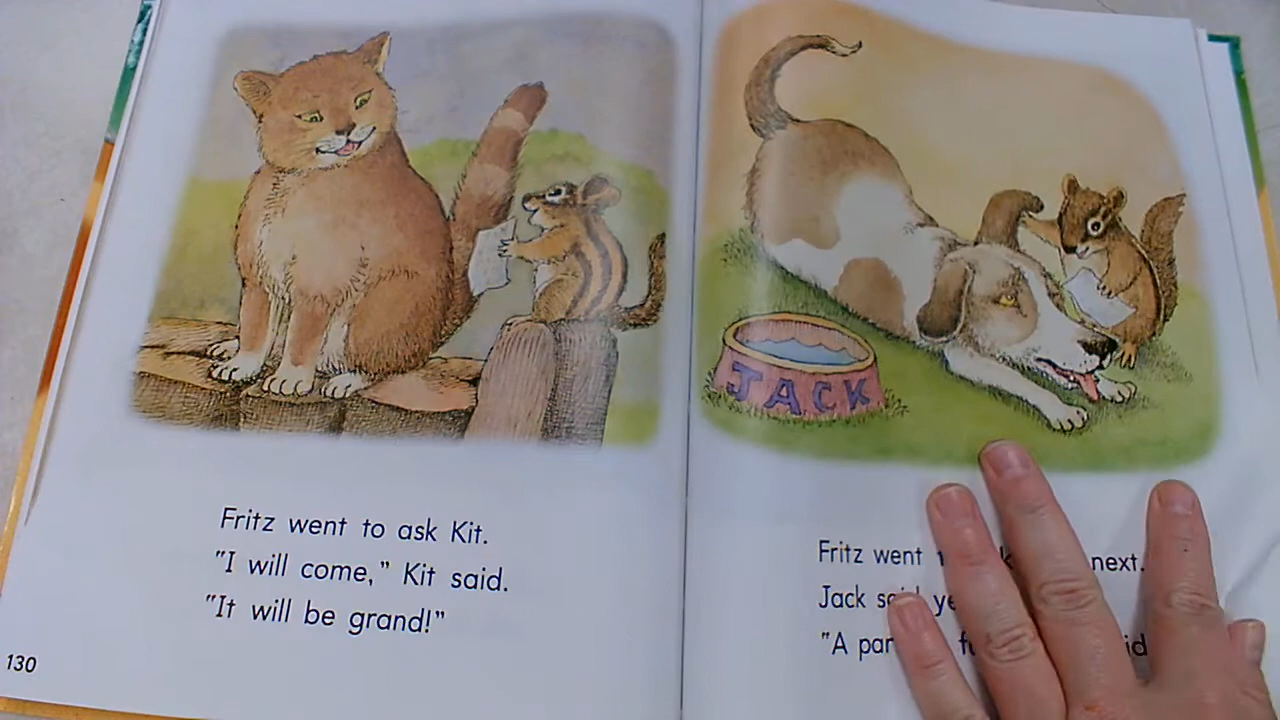 Fritz went to ask Kit.
"I will come," Kit said.
"It will be grand!"
130
JACK
Fritz went next.
Jack said
"A